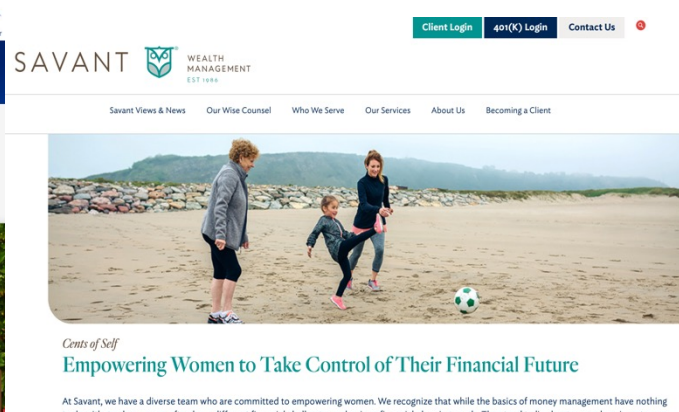 Client Login
401(K) Login
Contact Us
SAVANT
WEALTH
MANAGEMENT
EST 1986
Savant Views & News
Our Wise Counsel
Who We Serve
Our Services
About Us
Becoming a Client
Cents of Self
Empowering Women to Take Control of Their Financial Future
At Savant, we have a diverse team who are committed to empowering women. We recognize that while the basics of money management have nothing